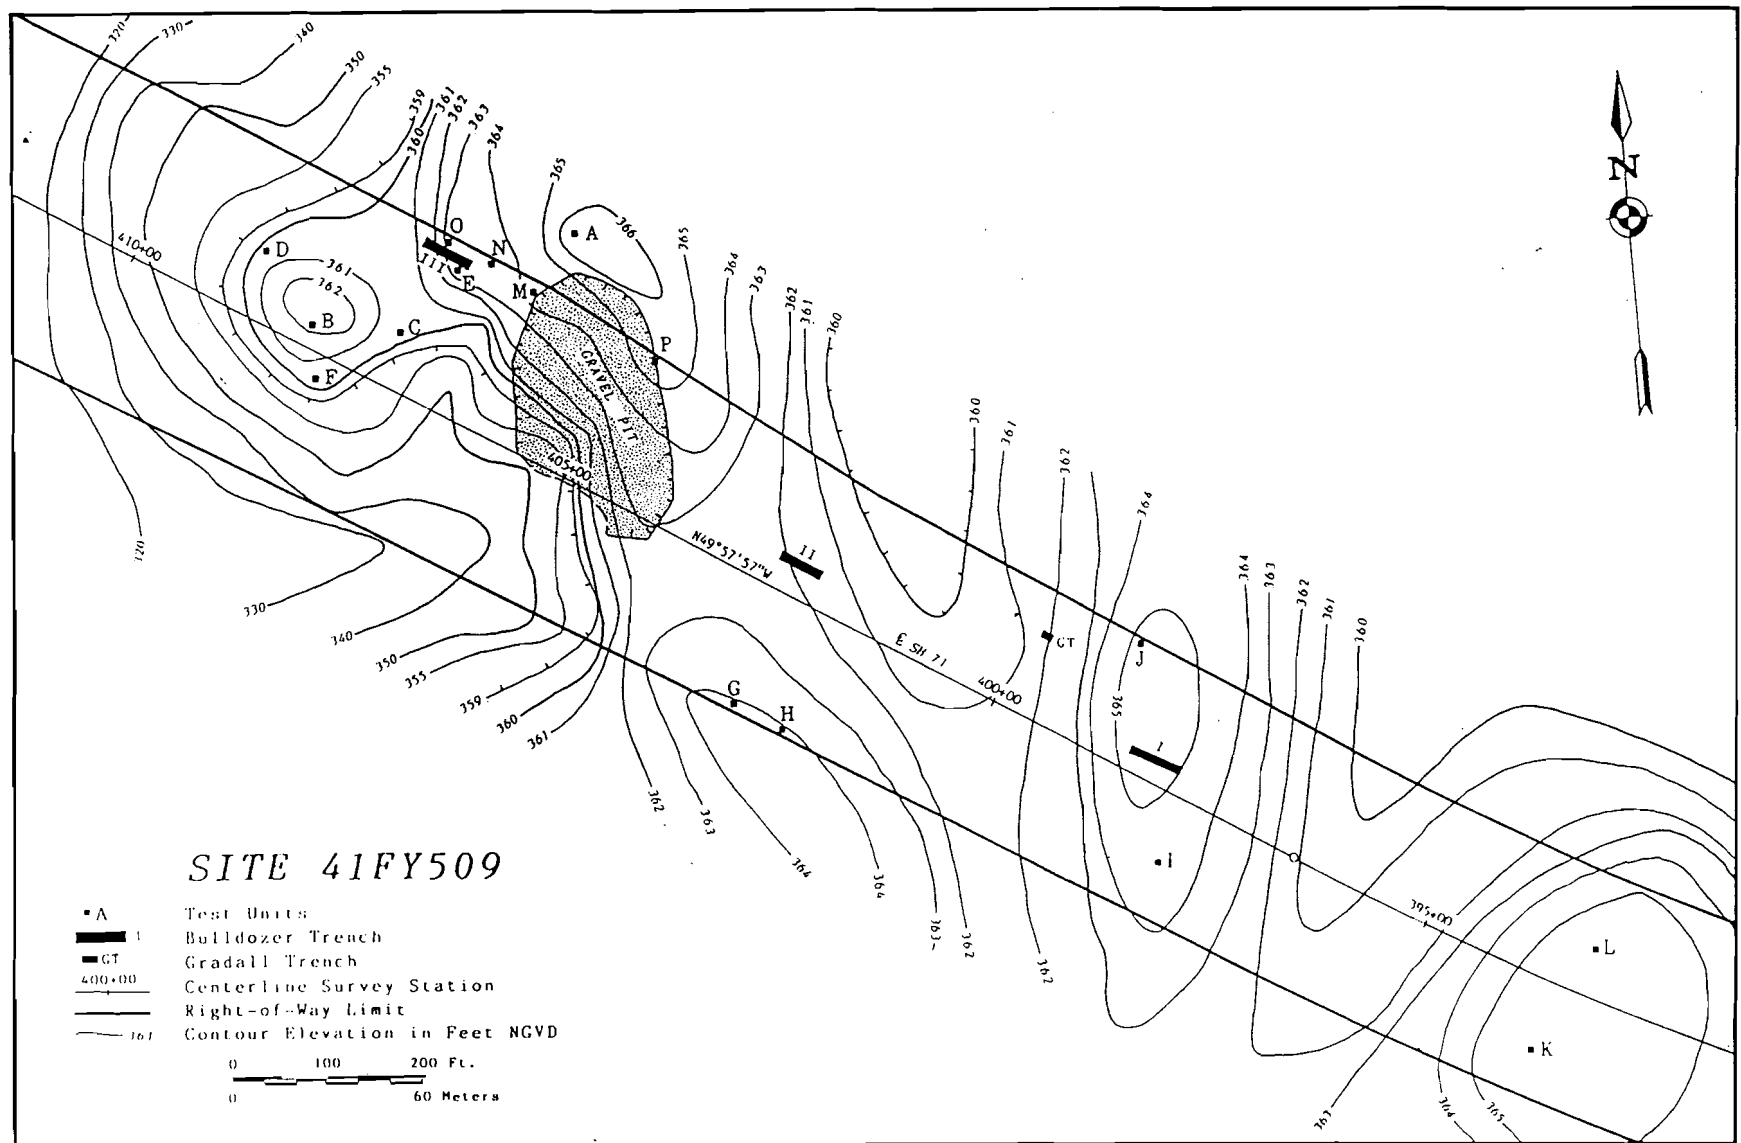 320
330
340
350
355
359
360
361
362
363
364
365
366
A
365
364
363
362
361
360
N
410+00
D
361
362
B
C
F
O
N
III
E
M
P
GRAVEL PIT
405+00
N49°57'57"W
II
360
361
362
364
364
363
362
361
360
GT
J
℄ SH 71
400+00
365
I
G
H
I
320
330
340
350
355
359
360
361
362
363
364
364
363
362
362
395+00
L
K
363
364
365
SITE 41FY509
A Test Units
1 Bulldozer Trench
GT Gradall Trench
400+00 Centerline Survey Station
Right-of-Way Limit
361 Contour Elevation in Feet NGVD
0 100 200 Ft.
0 60 Meters